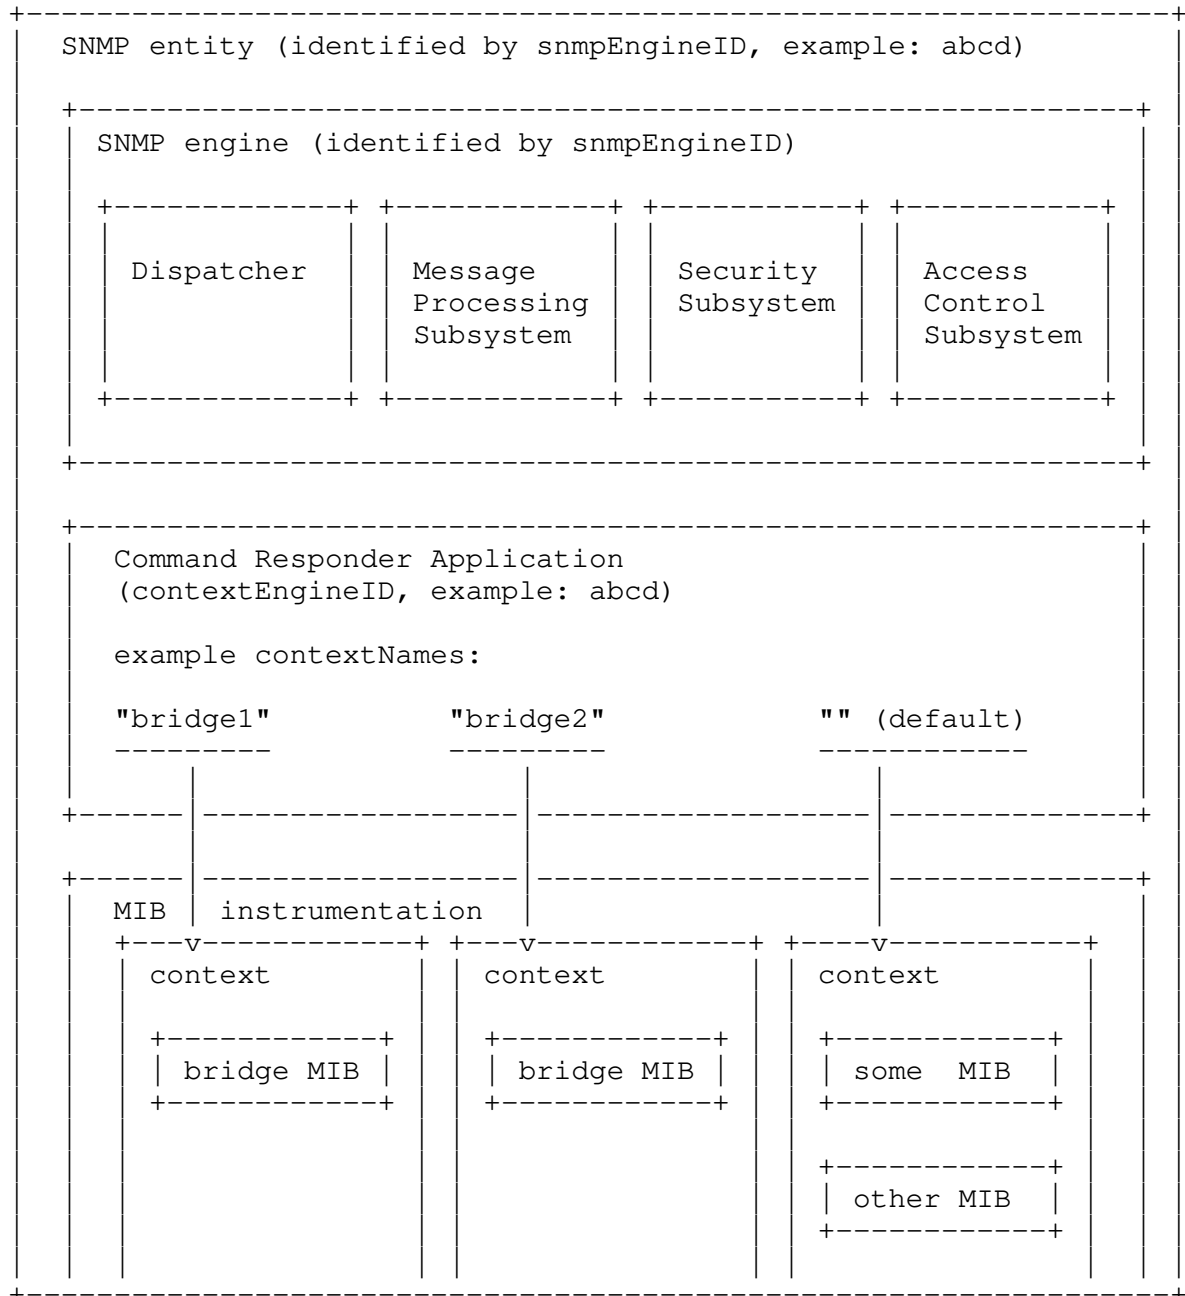 SNMP entity (identified by snmpEngineID, example: abcd)
SNMP engine (identified by snmpEngineID)
Dispatcher
Message
Processing
Subsystem
Security
Subsystem
Access
Control
Subsystem
Command Responder Application
(contextEngineID, example: abcd)
example contextNames:
"bridge1" "bridge2" "" (default)
MIB instrumentation
context context context
bridge MIB bridge MIB some MIB
other MIB